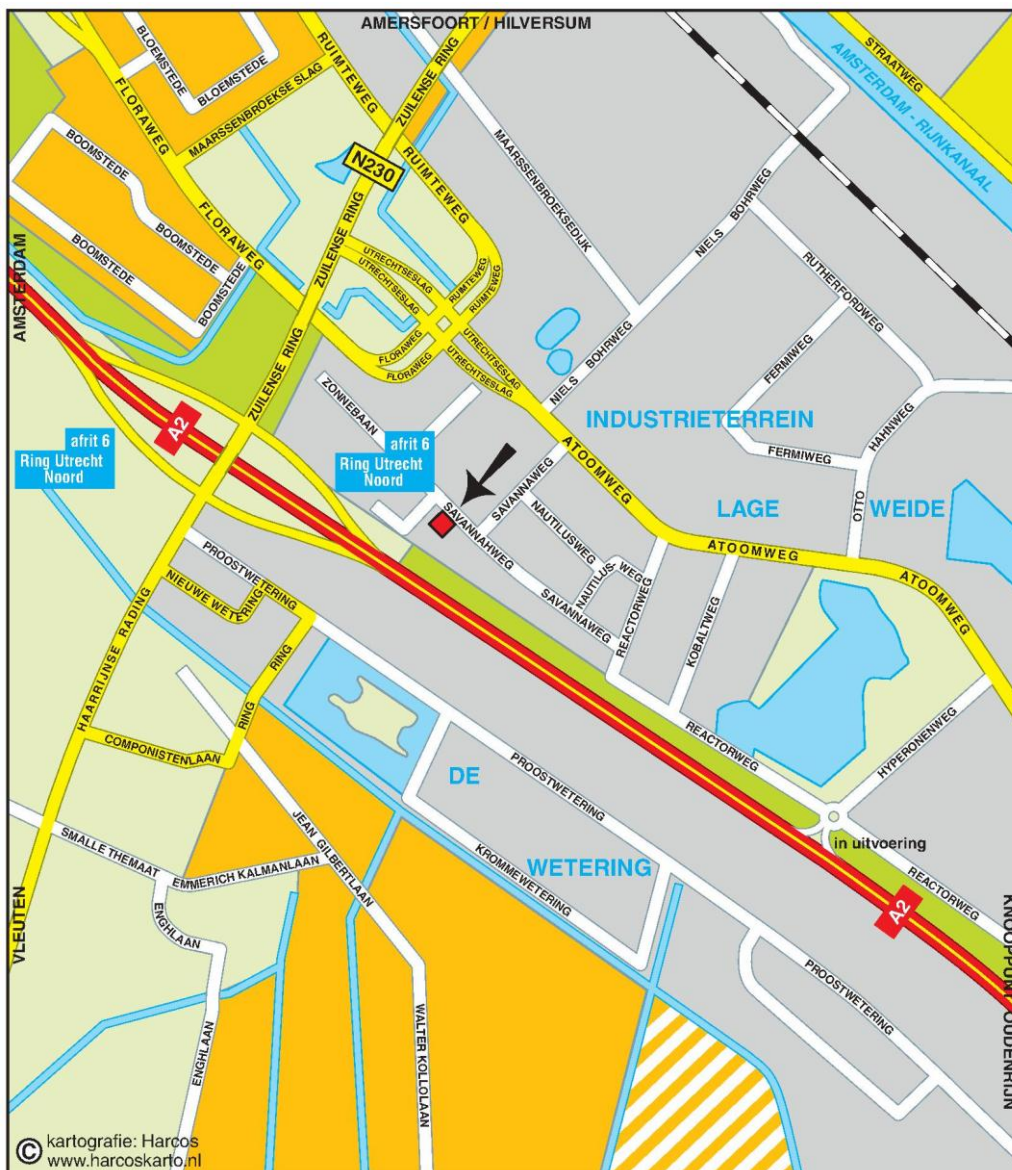 AMERSFOORT / HILVERSUM
BLOEMSTEDE
BLOEMSTEDE
FLORAWEG
MAARSSENBROEKSE SLAG
RUIMTEWEG
ZUILENSE RING
STRAATWEG
AMSTERDAM - RIJNKANAAL
N230
RUIMTEWEG
MAARSSENBROEKSEDIJK
BOOMSTEDE
BOOMSTEDE
BOOMSTEDE
BOOMSTEDE
FLORAWEG
ZUILENSE RING
NIELS BOHRWEG
RUTHERFORDWEG
AMSTERDAM
UTRECHTSESLAG
UTRECHTSESLAG
RUIMTEWEG
RUIMTEWEG
FLORAWEG
FLORAWEG
UTRECHTSESLAG
UTRECHTSESLAG
NIELS BOHRWEG
FERMIWEG
ZUILENSE RING
ZONNEBAAN
INDUSTRIETERREIN
A2
afrit 6
Ring Utrecht
Noord
afrit 6
Ring Utrecht
Noord
ATOOMWEG
FERMIWEG
OTTO HAHNWEG
SAVANNAHWEG
SAVANNAWEG
NAUTILUSWEG
LAGE WEIDE
ATOOMWEG
ATOOMWEG
PROOSTWETERING
NIEUWE WETERING
NAUTILUS-
WEGG
SAVANNAWEG
REACTORWEG
KOBALTWEG
HAARRIJNSE RADING
RING
RING
COMPONISTENLAAN
REACTORWEG
HYPERONENWEG
DE
PROOSTWETERING
in uitvoering
WETERING
SMALLE THEMAAT
EMMERICH KALMANLAAN
JEAN GILBERTLAAN
KROMMEWETERING
REACTORWEG
A2
VLEUTEN
ENGHLAAN
ENGHLAAN
WALTER KOLLOLAAN
PROOSTWETERING
KNOOPPUNT OUDENRIJN
© kartografie: Harcos
www.harcoskarto.nl